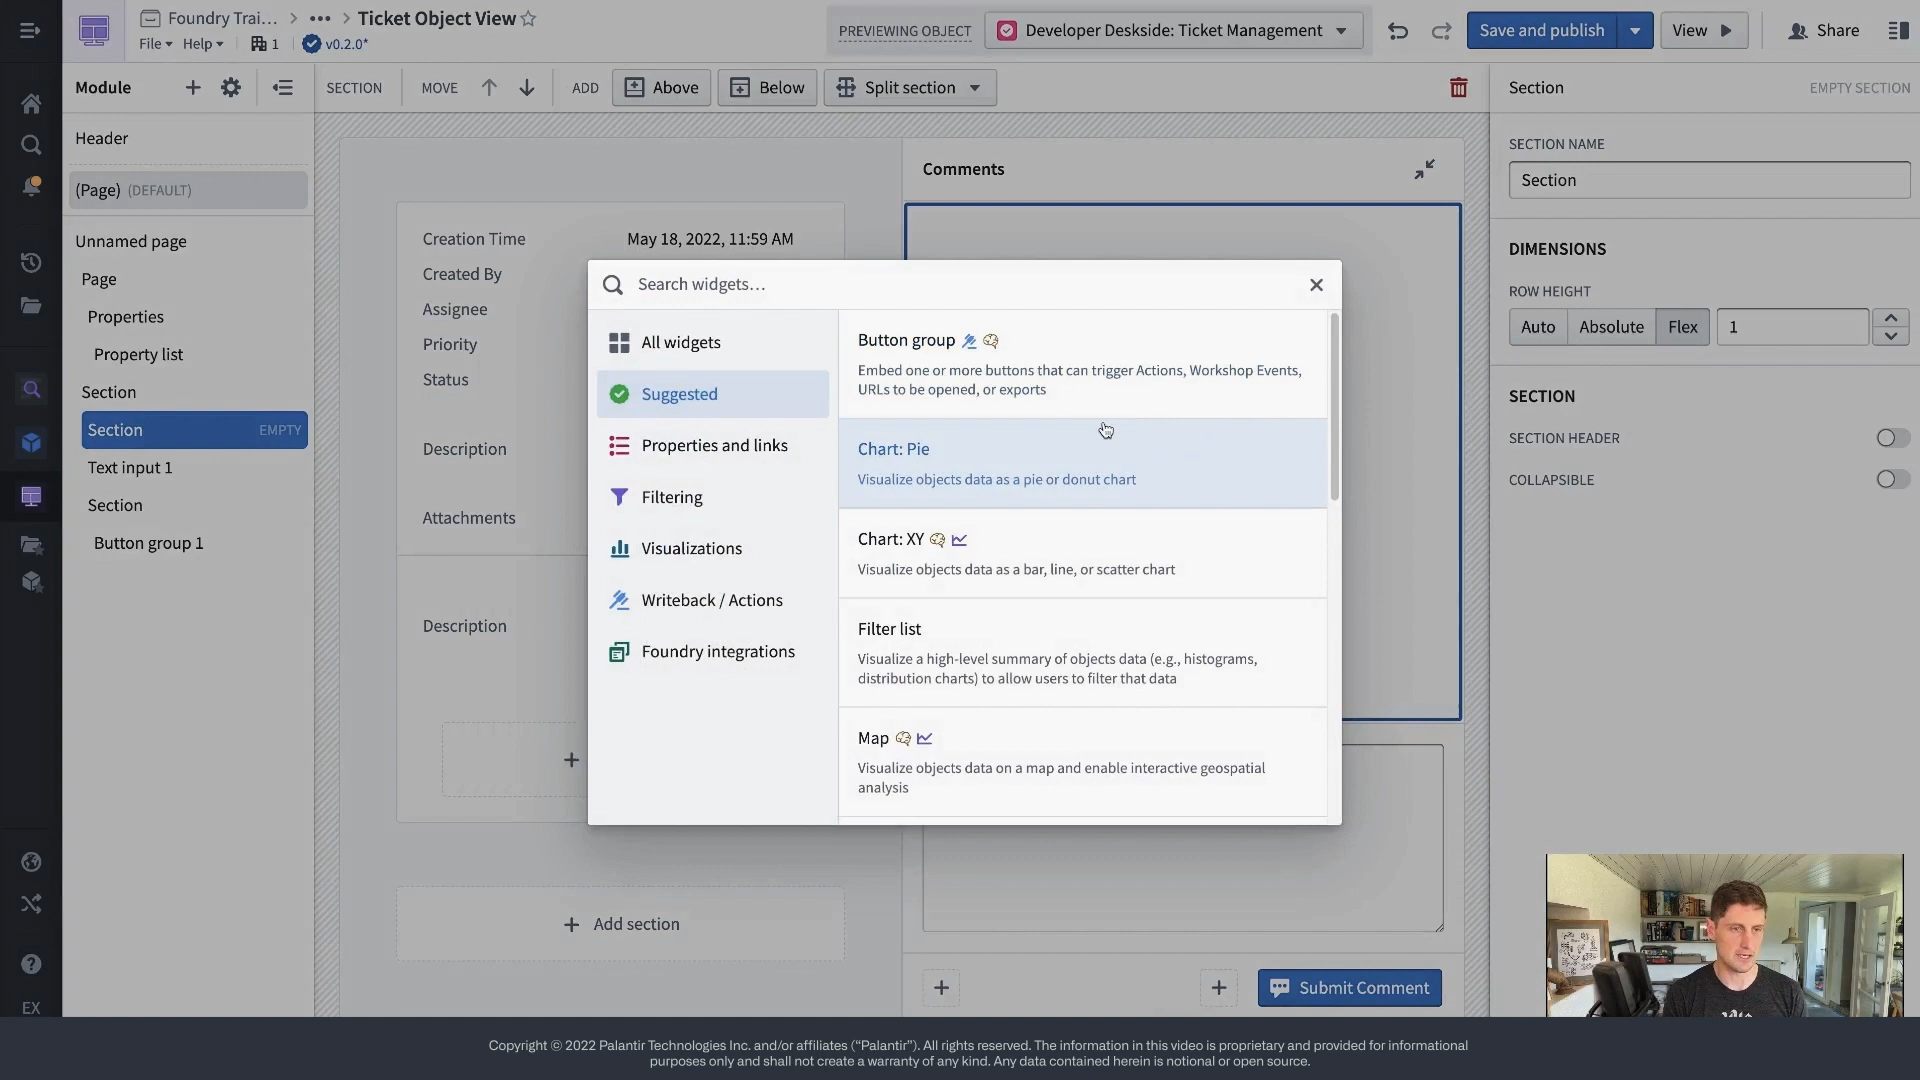 Foundry Trai... > ••• > Ticket Object View
File Help 1 v0.2.0*
PREVIEWING OBJECT
Developer Deskside: Ticket Management
Save and publish
View
Share
Module
SECTION
MOVE
ADD
Above
Below
Split section
Section
EMPTY SECTION
Header
(Page) (DEFAULT)
Unnamed page
Page
Properties
Property list
Section
Section EMPTY
Text input 1
Section
Button group 1
Comments
Creation Time May 18, 2022, 11:59 AM
Created By
Assignee
Priority
Status
Description
Attachments
Description
Add section
Submit Comment
Search widgets...
All widgets
Suggested
Properties and links
Filtering
Visualizations
Writeback / Actions
Foundry integrations
Button group
Embed one or more buttons that can trigger Actions, Workshop Events,
URLs to be opened, or exports
Chart: Pie
Visualize objects data as a pie or donut chart
Chart: XY
Visualize objects data as a bar, line, or scatter chart
Filter list
Visualize a high-level summary of objects data (e.g., histograms,
distribution charts) to allow users to filter that data
Map
Visualize objects data on a map and enable interactive geospatial
analysis
SECTION NAME
Section
DIMENSIONS
ROW HEIGHT
Auto Absolute Flex 1
SECTION
SECTION HEADER
COLLAPSIBLE
EX
Copyright © 2022 Palantir Technologies Inc. and/or affiliates (“Palantir”). All rights reserved. The information in this video is proprietary and provided for informational
purposes only and shall not create a warranty of any kind. Any data contained herein is notional or open source.